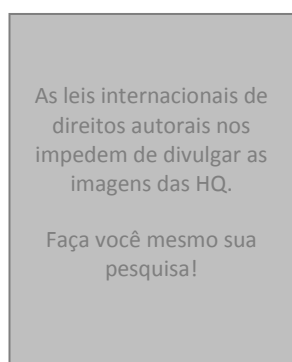 As leis internacionais de
direitos autorais nos
impedem de divulgar as
imagens das HQ.
Faça você mesmo sua
pesquisa!